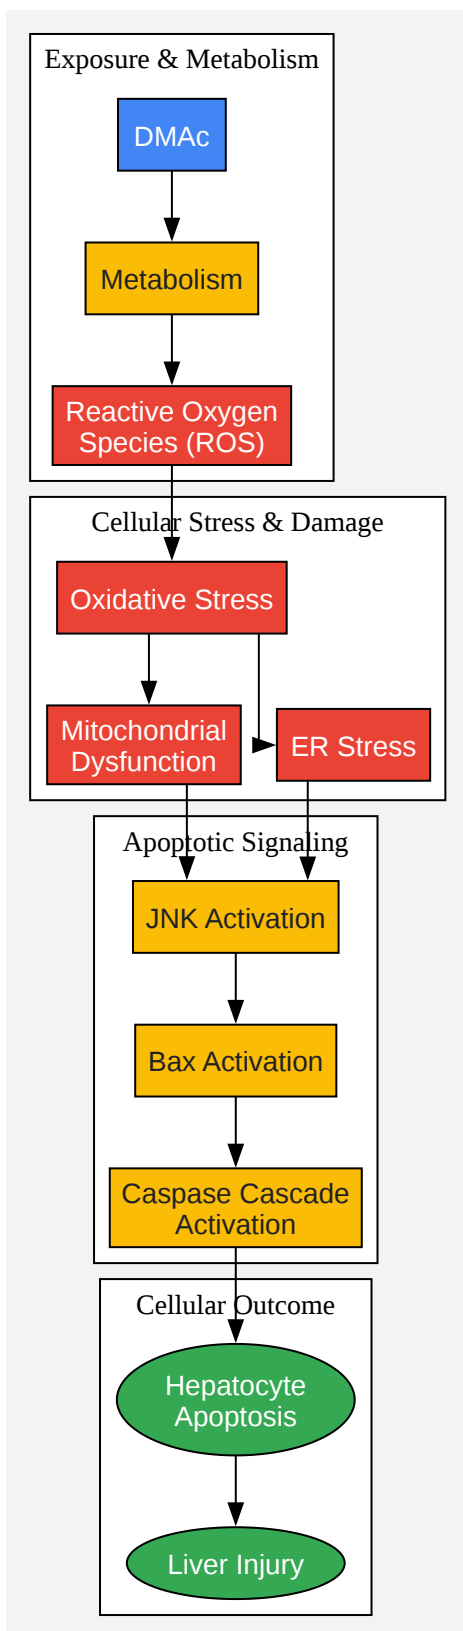 Exposure & Metabolism
DMAc
Metabolism
Reactive Oxygen
Species (ROS)
Cellular Stress & Damage
Oxidative Stress
Mitochondrial
Dysfunction
ER Stress
Apoptotic Signaling
JNK Activation
Bax Activation
Caspase Cascade
Activation
Cellular Outcome
Hepatocyte
Apoptosis
Liver Injury